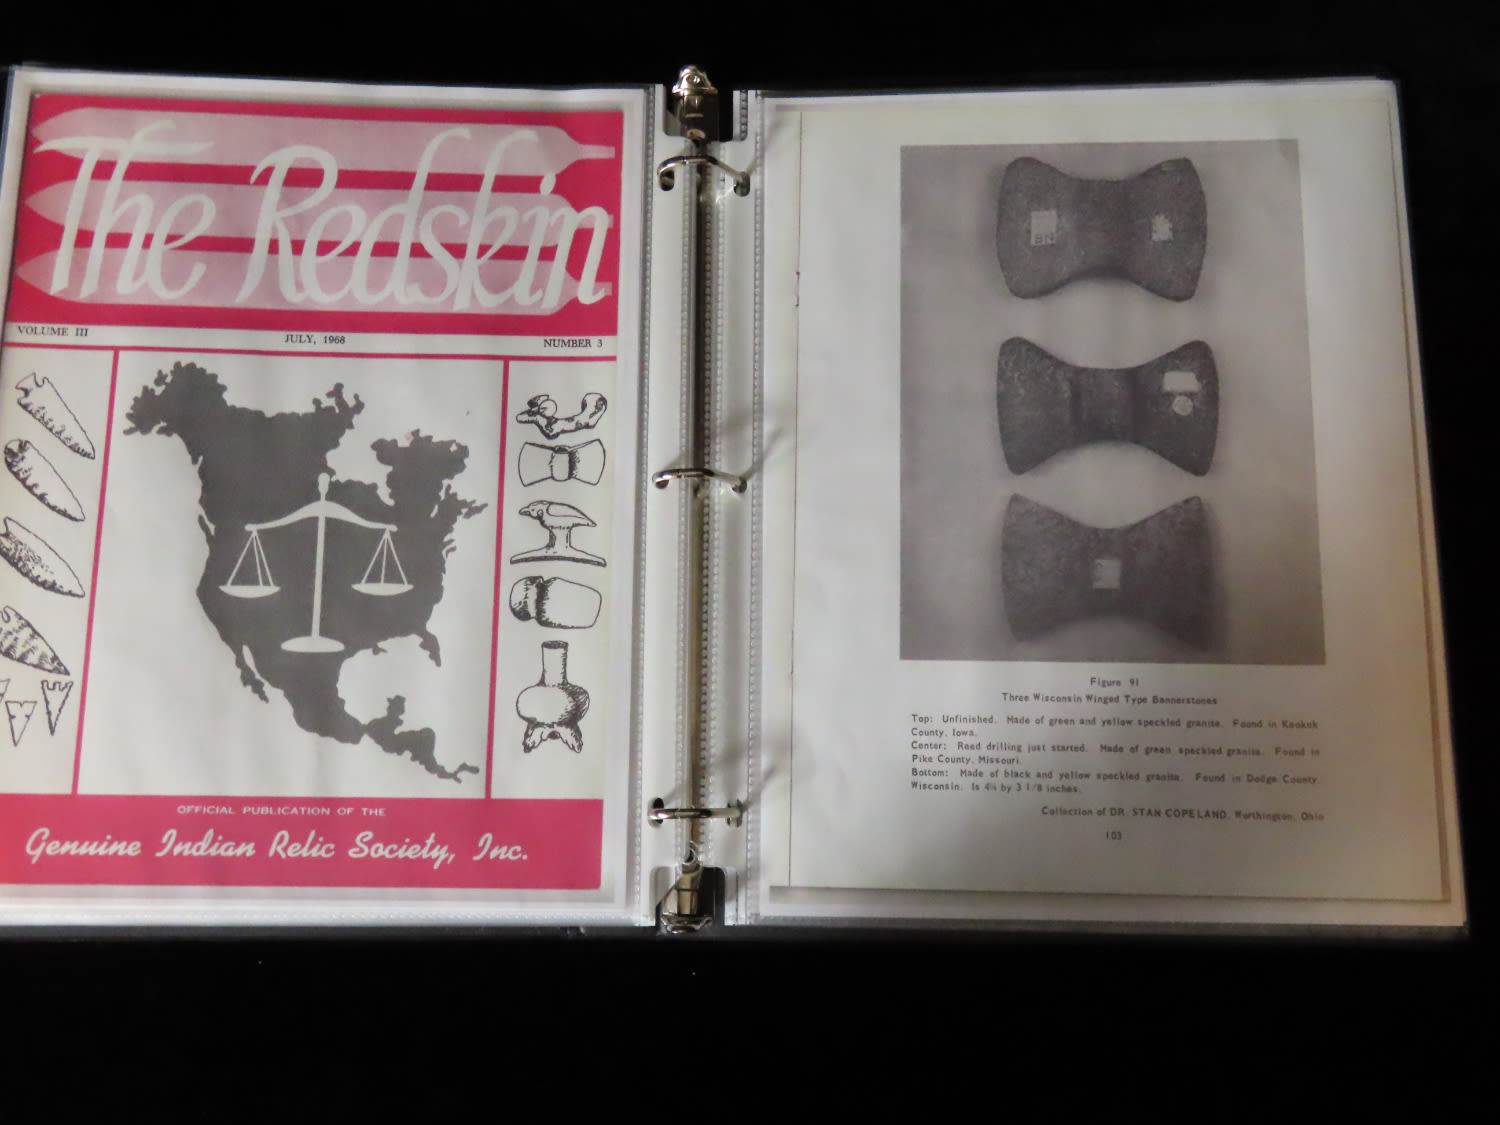 The Redskin
VOLUME III JULY, 1968 NUMBER 3
OFFICIAL PUBLICATION OF THE
Genuine Indian Relic Society, Inc.
BN
Figure 91
Three Wisconsin Winged Type Bannerstones
Top: Unfinished. Made of green and yellow speckled granite. Found in Keokuk
County, Iowa.
Center: Reed drilling just started. Made of green speckled granite. Found in
Pike County, Missouri.
Bottom: Made of black and yellow speckled granite. Found in Dodge County,
Wisconsin. Is 4¼ by 3 1/8 inches.
Collection of DR. STAN COPELAND, Worthington, Ohio
103